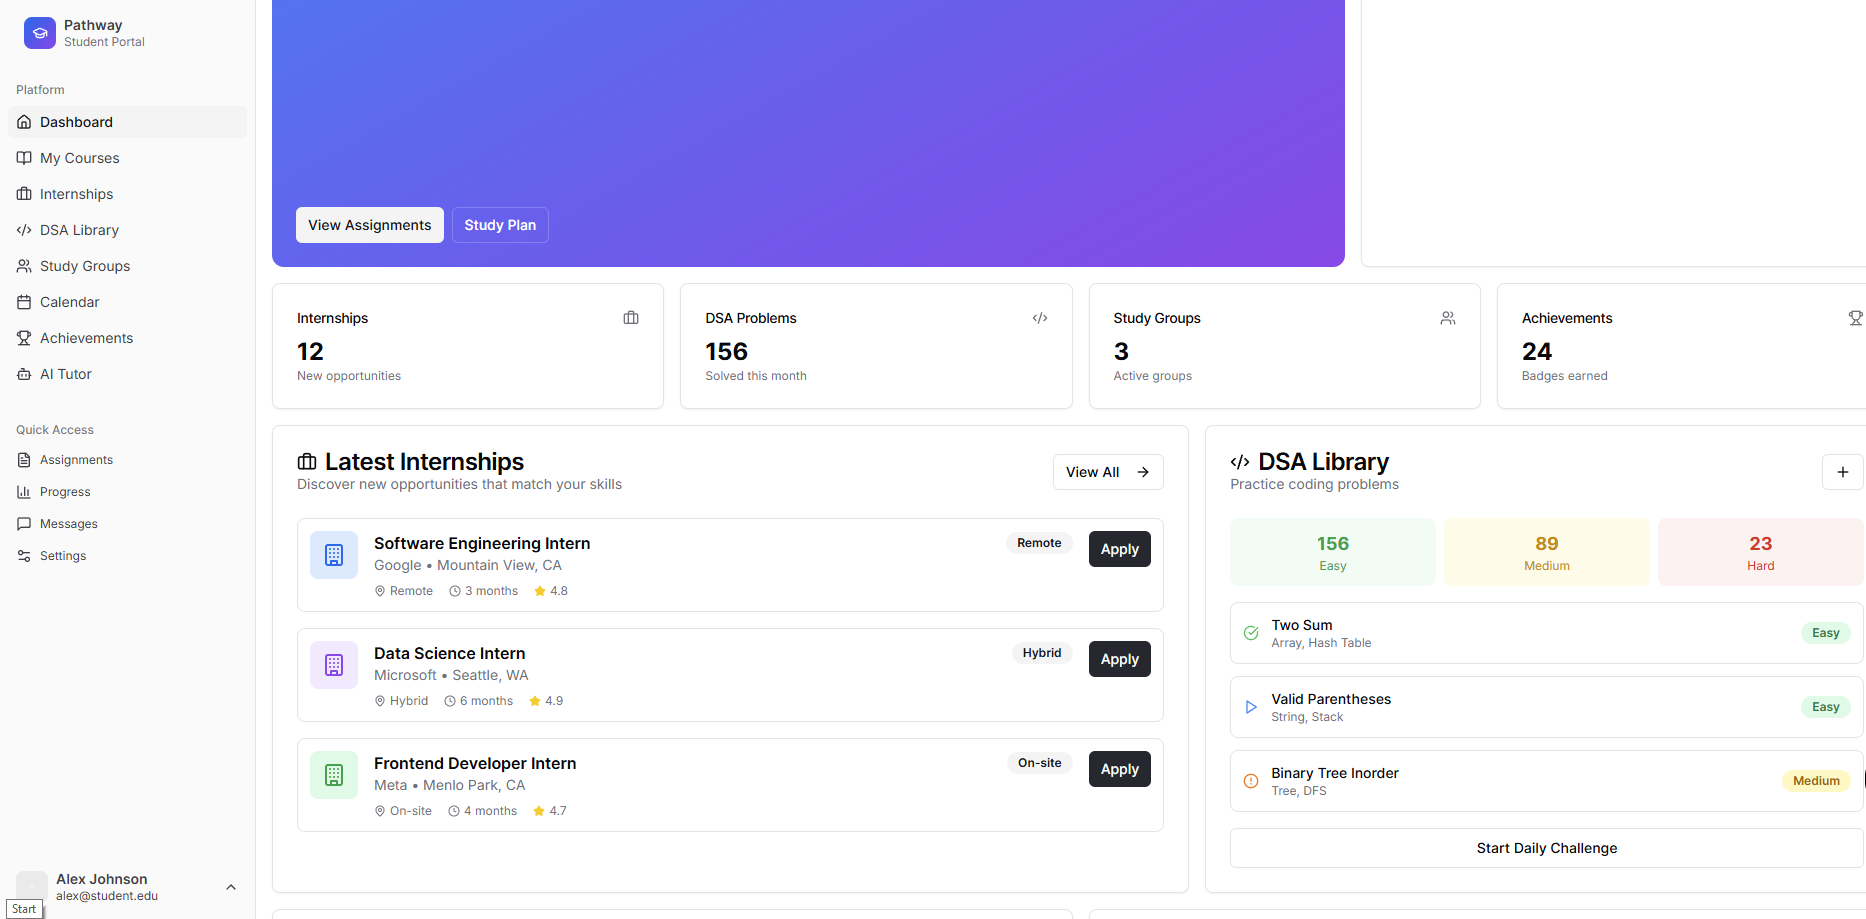 Pathway
Student Portal
Platform
Dashboard
My Courses
Internships
DSA Library
Study Groups
Calendar
Achievements
AI Tutor
Quick Access
Assignments
Progress
Messages
Settings
Alex Johnson
alex@student.edu
Start
View Assignments
Study Plan
Internships
12
New opportunities
DSA Problems
156
Solved this month
Study Groups
3
Active groups
Achievements
24
Badges earned
Latest Internships
Discover new opportunities that match your skills
View All
Software Engineering Intern
Google • Mountain View, CA
Remote 3 months 4.8
Remote
Apply
Data Science Intern
Microsoft • Seattle, WA
Hybrid 6 months 4.9
Hybrid
Apply
Frontend Developer Intern
Meta • Menlo Park, CA
On-site 4 months 4.7
On-site
Apply
DSA Library
Practice coding problems
156
Easy
89
Medium
23
Hard
Two Sum
Array, Hash Table
Easy
Valid Parentheses
String, Stack
Easy
Binary Tree Inorder
Tree, DFS
Medium
Start Daily Challenge